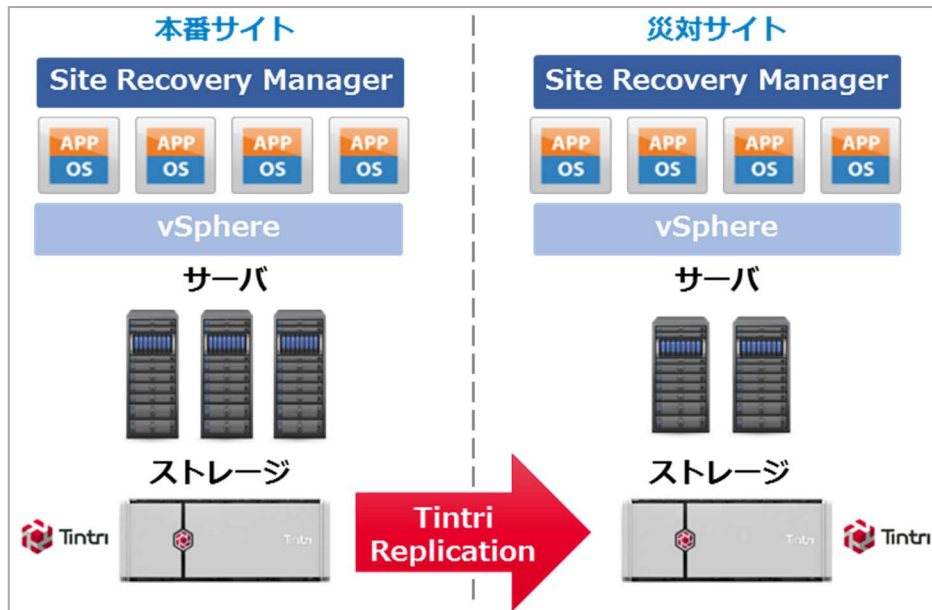 本番サイト
Site Recovery Manager
APP APP APP APP
OS OS OS OS
vSphere
サーバ
ストレージ
Tintri
Tintri
Tintri
Replication
災対サイト
Site Recovery Manager
APP APP APP APP
OS OS OS OS
vSphere
サーバ
ストレージ
Tintri
Tintri